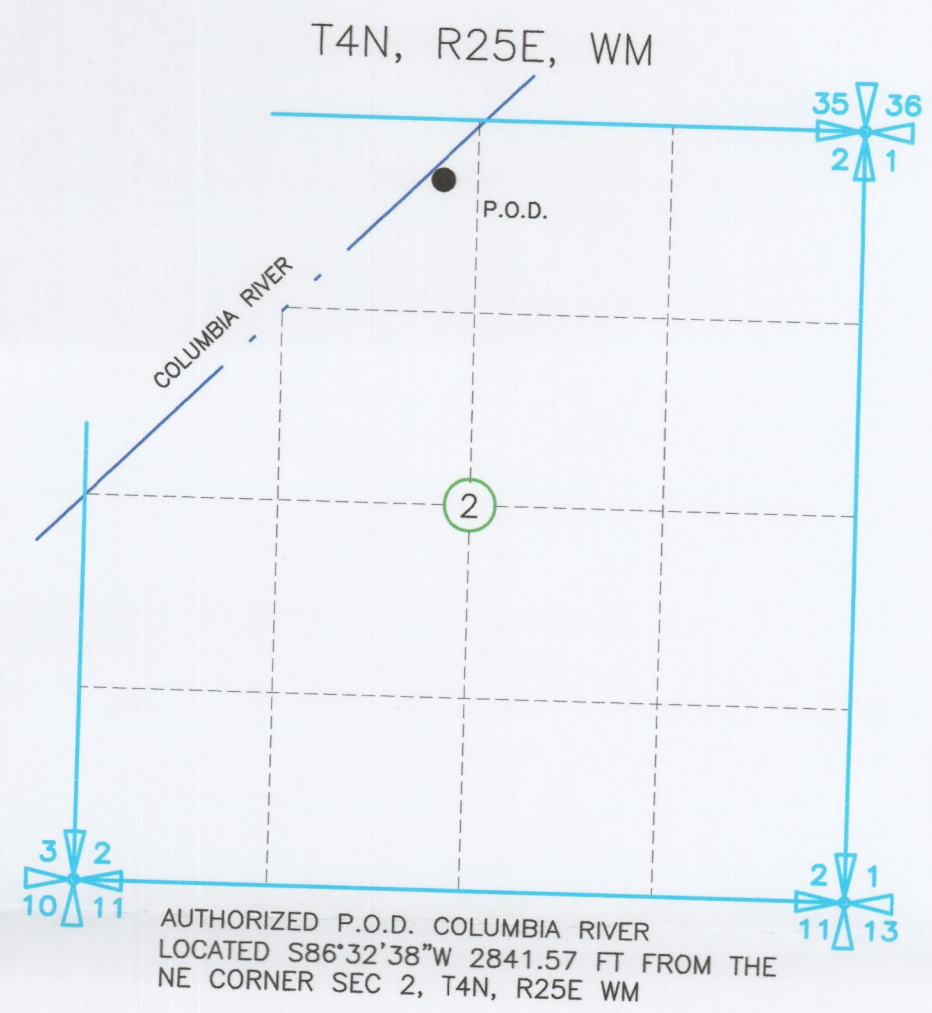 T4N, R25E, WM
35 36
2 1
P.O.D.
COLUMBIA RIVER
2
3 2
10 11
2 1
11 13
AUTHORIZED P.O.D. COLUMBIA RIVER
LOCATED S86°32'38"W 2841.57 FT FROM THE
NE CORNER SEC 2, T4N, R25E WM